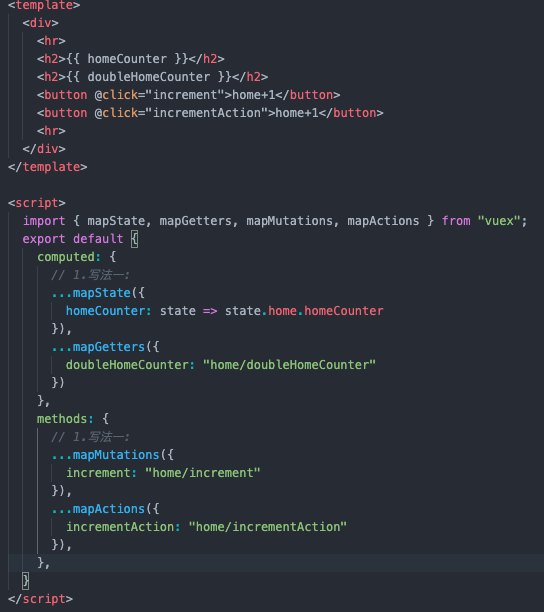 <template>
  <div>
    <hr>
    <h2>{{ homeCounter }}</h2>
    <h2>{{ doubleHomeCounter }}</h2>
    <button @click="increment">home+1</button>
    <button @click="incrementAction">home+1</button>
    <hr>
  </div>
</template>

<script>
  import { mapState, mapGetters, mapMutations, mapActions } from "vuex";
  export default {
    computed: {
      // 1.写法一:
      ...mapState({
        homeCounter: state => state.home.homeCounter
      }),
      ...mapGetters({
        doubleHomeCounter: "home/doubleHomeCounter"
      })
    },
    methods: {
      // 1.写法一:
      ...mapMutations({
        increment: "home/increment"
      }),
      ...mapActions({
        incrementAction: "home/incrementAction"
      }),
    },
  }
</script>